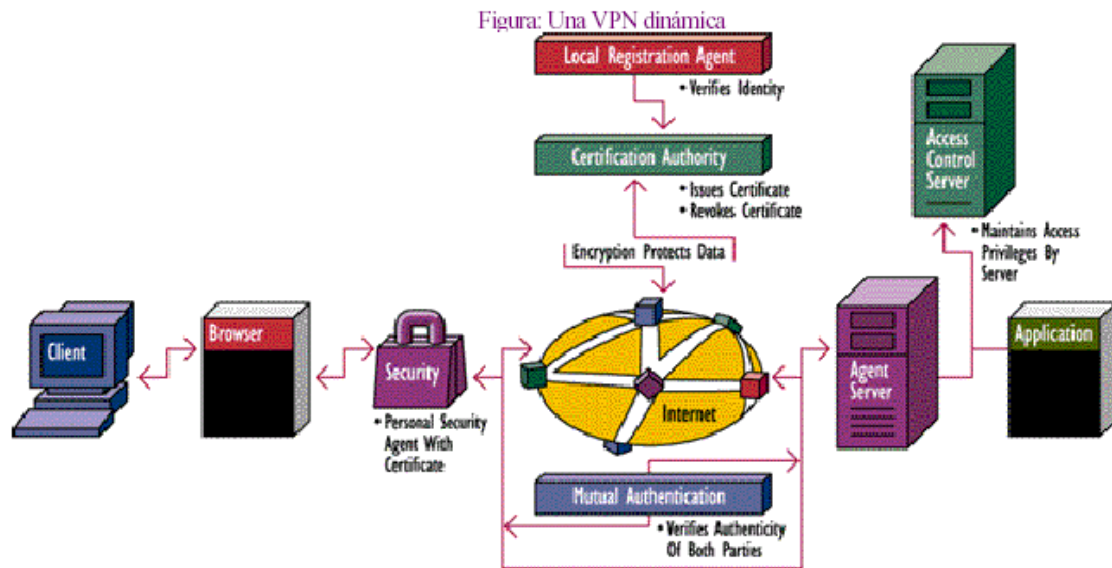 Figura: Una VPN dinámica
Local Registration Agent
• Verifies Identity
Certification Authority
• Issues Certificate
• Revokes Certificate
Encryption Protects Data
Access
Control
Server
• Maintains Access
Privileges By
Server
Client
Browser
Security
• Personal Security
Agent With
Certificate
Internet
Agent
Server
Application
Mutual Authentication
• Verifies Authenticity
Of Both Parties